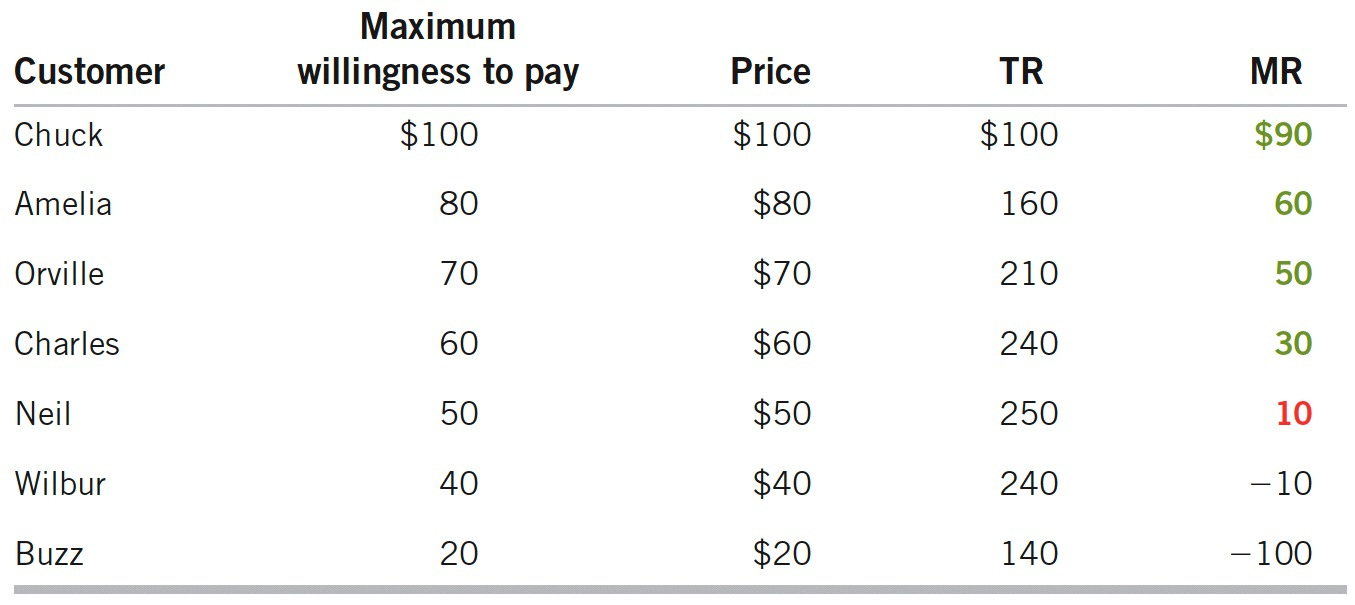 Maximum
Customer willingness to pay Price TR MR
Chuck $100 $100 $100 $90
Amelia 80 $80 160 60
Orville 70 $70 210 50
Charles 60 $60 240 30
Neil 50 $50 250 10
Wilbur 40 $40 240 −10
Buzz 20 $20 140 −100